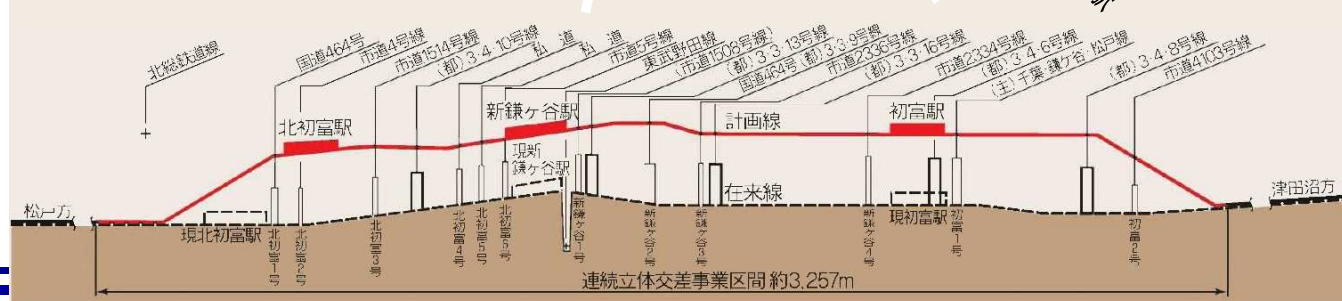 北総鉄道線
国道464号
市道4号線
市道1514号線
(都)3・4・10号線
私道
私道
市道5号線
東武野田線
(市道1508号線)
(都)3・3・13号線
国道464号(都)3・3・9号線
市道2336号線
(都)3・3・16号線
市道2334号線
(都)3・4・6号線
(主)千葉・鎌ケ谷・松戸線
(都)3・4・8号線
市道4103号線
北初富駅
新鎌ヶ谷駅
計画線
初富駅
現新
鎌ヶ谷駅
在来線
松戸方
現北初富駅
現初富駅
津田沼方
北初富1号
北初富2号
北初富3号
北初富4号
北初富5号
北初富6号
新鎌ヶ谷1号
新鎌ヶ谷2号
新鎌ヶ谷3号
新鎌ヶ谷4号
初富1号
初富2号
連続立体交差事業区間 約3,257m